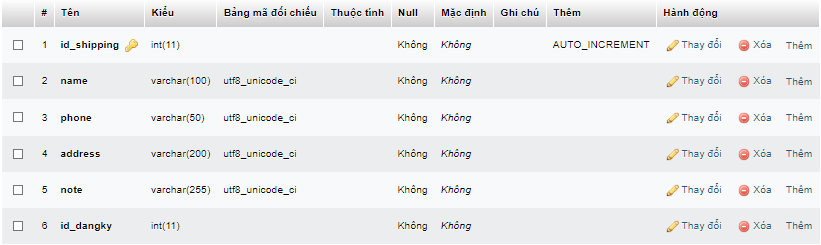 # Tên Kiểu Bảng mã đối chiếu Thuộc tính Null Mặc định Ghi chú Thêm Hành động
1 id_shipping int(11) Không Không AUTO_INCREMENT Thay đổi Xóa Thêm
2 name varchar(100) utf8_unicode_ci Không Không Thay đổi Xóa Thêm
3 phone varchar(50) utf8_unicode_ci Không Không Thay đổi Xóa Thêm
4 address varchar(200) utf8_unicode_ci Không Không Thay đổi Xóa Thêm
5 note varchar(255) utf8_unicode_ci Không Không Thay đổi Xóa Thêm
6 id_dangky int(11) Không Không Thay đổi Xóa Thêm